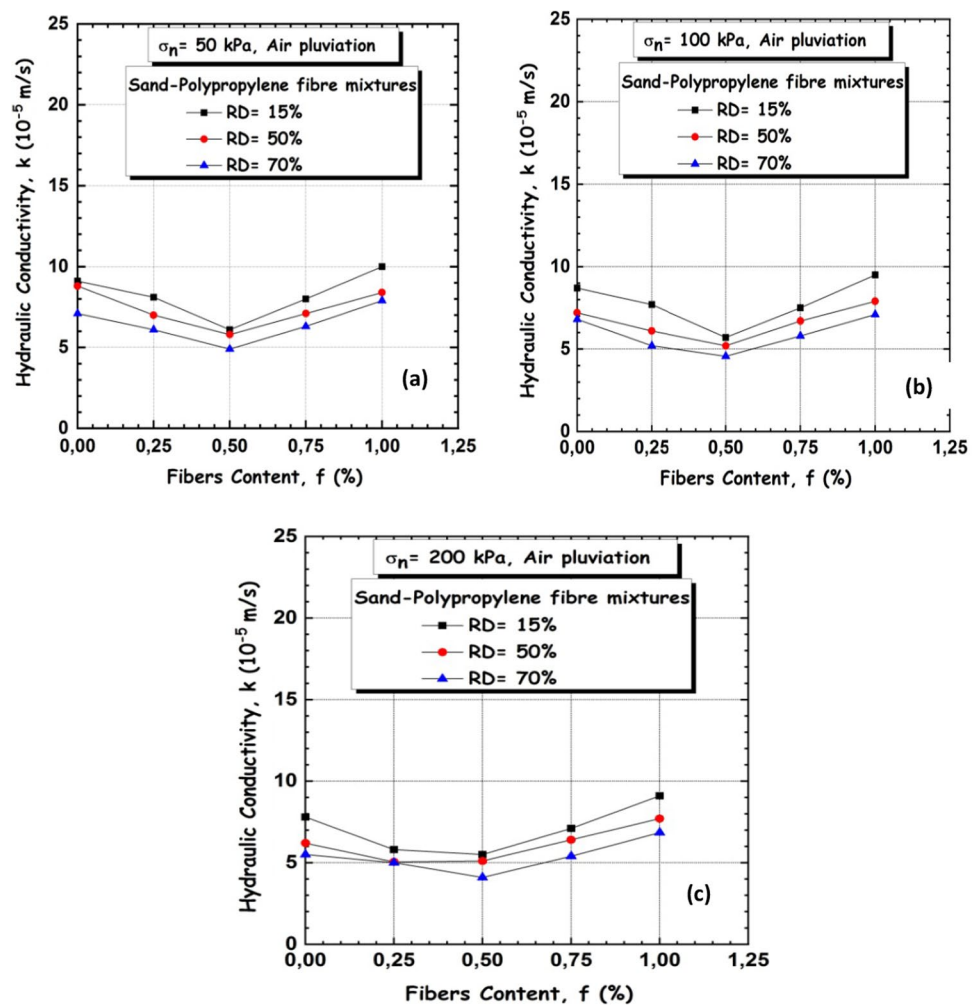 σn= 50 kPa, Air pluviation
Sand-Polypropylene fibre mixtures
RD= 15%
RD= 50%
RD= 70%
Hydraulic Conductivity, k (10-5 m/s)
25
20
15
10
5
0
0,00 0,25 0,50 0,75 1,00 1,25
Fibers Content, f (%)
(a)
σn= 100 kPa, Air pluviation
Sand-Polypropylene fibre mixtures
RD= 15%
RD= 50%
RD= 70%
Hydraulic Conductivity, k (10-5 m/s)
25
20
15
10
5
0
0,00 0,25 0,50 0,75 1,00 1,25
Fibers Content, f (%)
(b)
σn= 200 kPa, Air pluviation
Sand-Polypropylene fibre mixtures
RD= 15%
RD= 50%
RD= 70%
Hydraulic Conductivity, k (10-5 m/s)
25
20
15
10
5
0
0,00 0,25 0,50 0,75 1,00 1,25
Fibers Content, f (%)
(c)